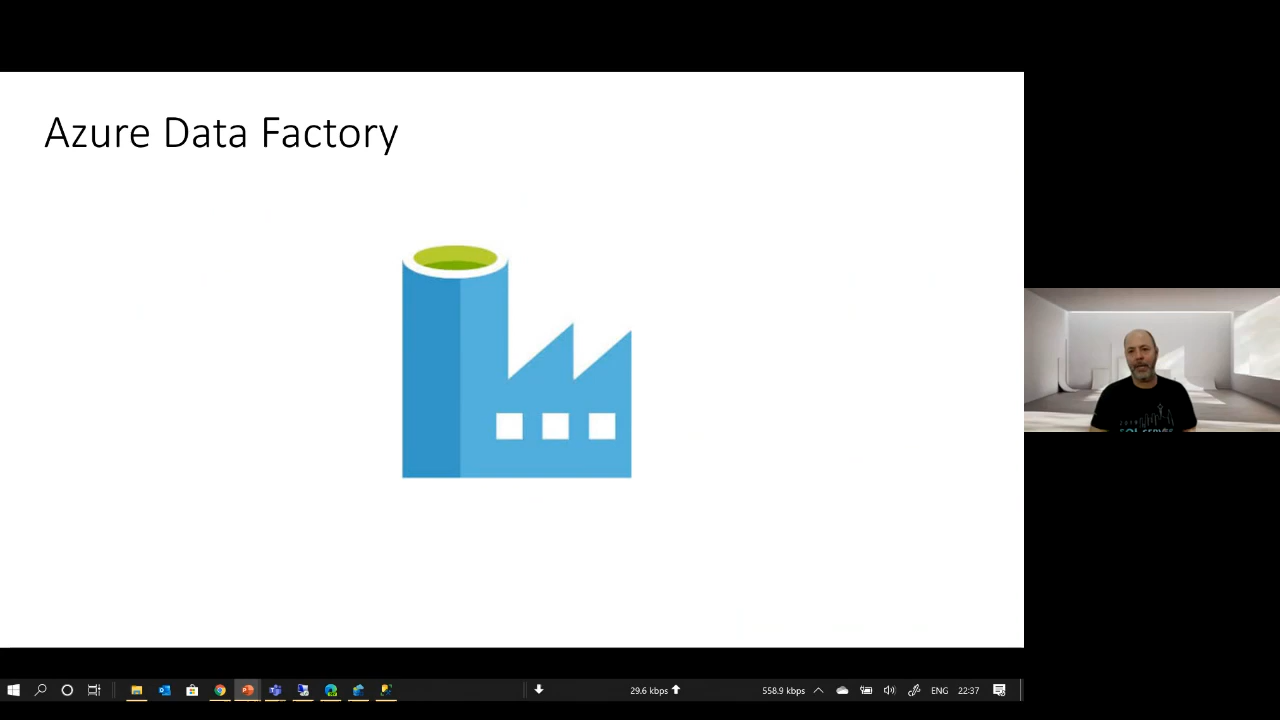 Azure Data Factory
29.6 kbps
558.9 kbps
ENG
22:37